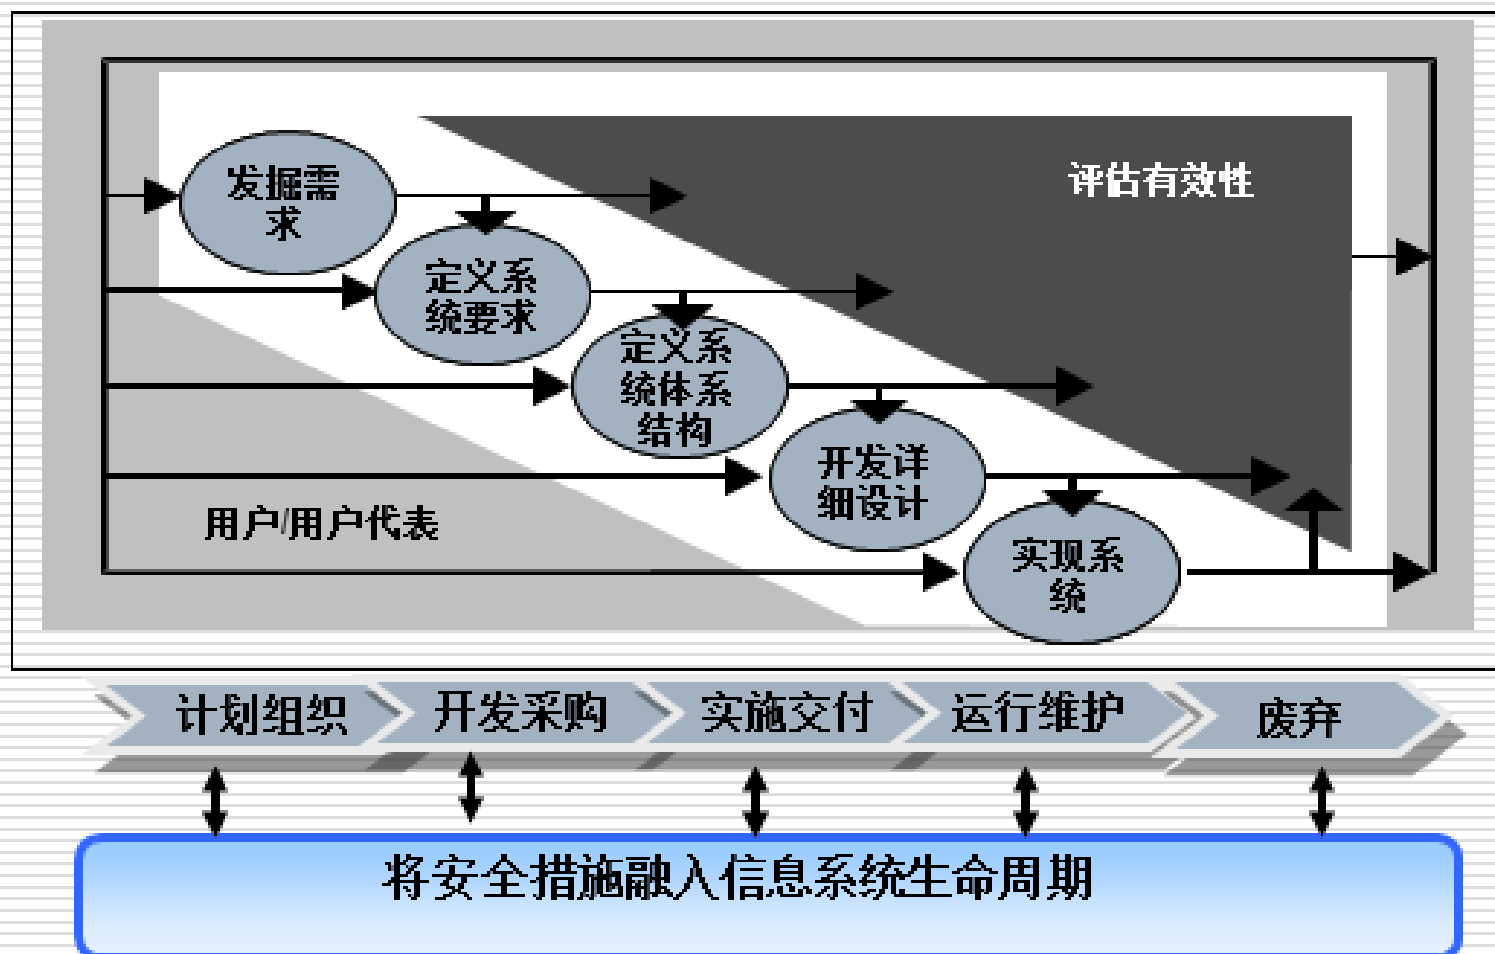 评估有效性
发掘需
求
定义系
统要求
定义系
统体系
结构
开发详
细设计
用户/用户代表
实现系
统
计划组织
开发采购
实施交付
运行维护
废弃
将安全措施融入信息系统生命周期